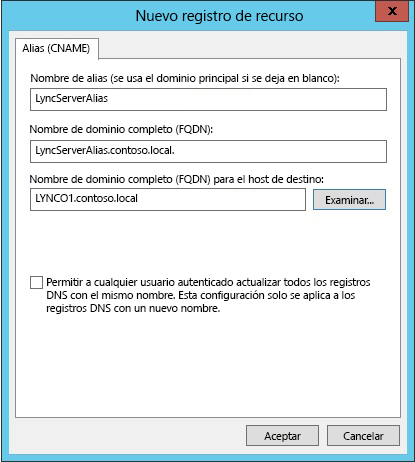 Nuevo registro de recurso
x
Alias (CNAME)
Nombre de alias (se usa el dominio principal si se deja en blanco):
LyncServerAlias
Nombre de dominio completo (FQDN):
LyncServerAlias.contoso.local.
Nombre de dominio completo (FQDN) para el host de destino:
LYNCO1.contoso.local
Examinar...
Permitir a cualquier usuario autenticado actualizar todos los registros
DNS con el mismo nombre. Esta configuración solo se aplica a los
registros DNS con un nuevo nombre.
Aceptar
Cancelar